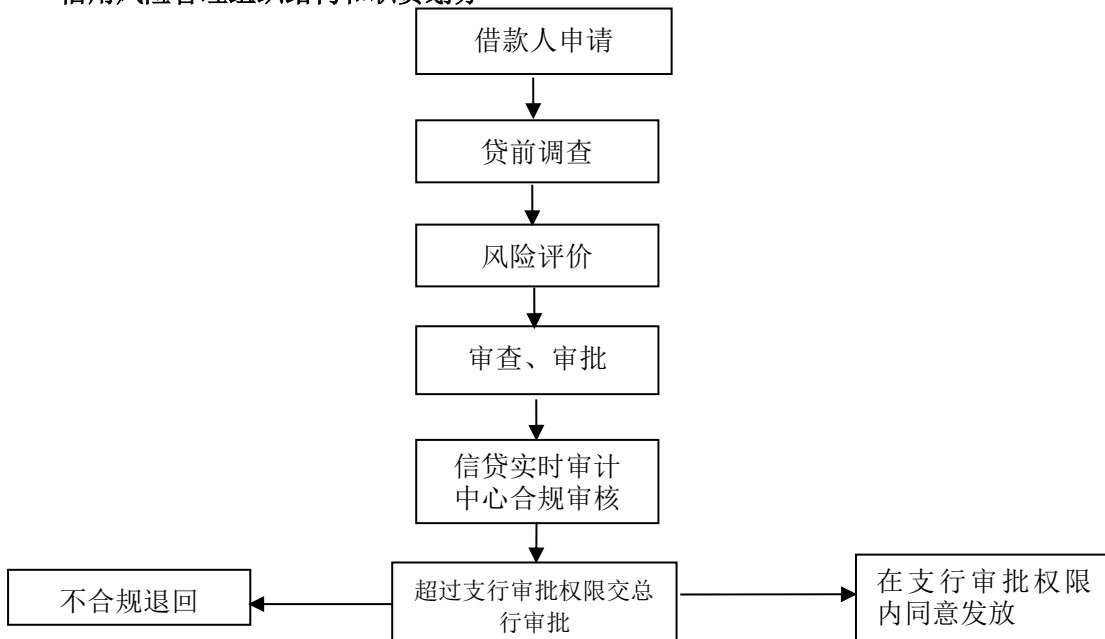 借款人申请
贷前调查
风险评价
审查、审批
信贷实时审计
中心合规审核
不合规退回
超过支行审批权限交总
行审批
在支行审批权限
内同意发放